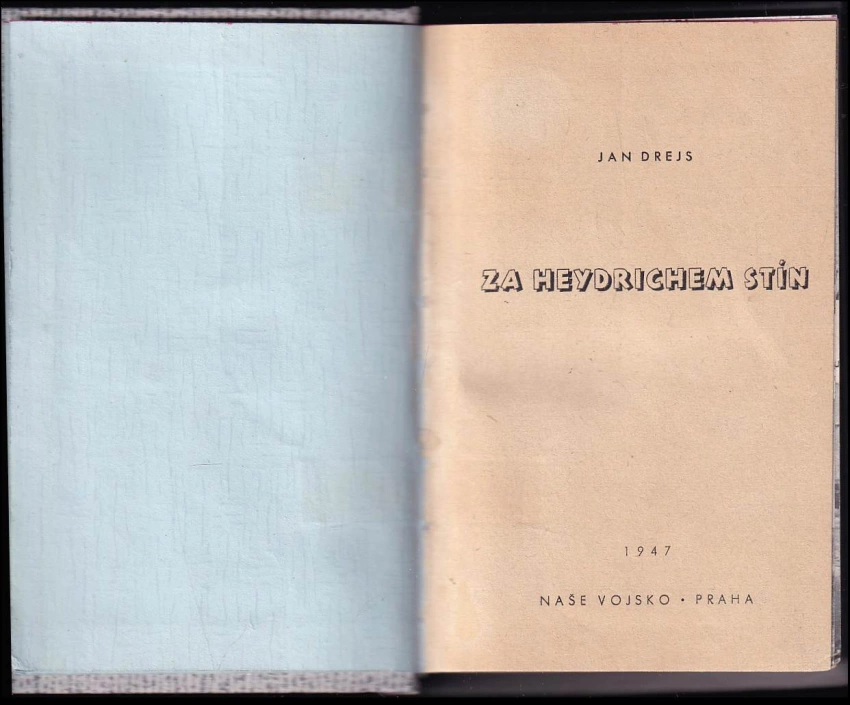 JAN DREJS
ZA HEYDRICHEM STÍN
1947
NAŠE VOJSKO • PRAHA